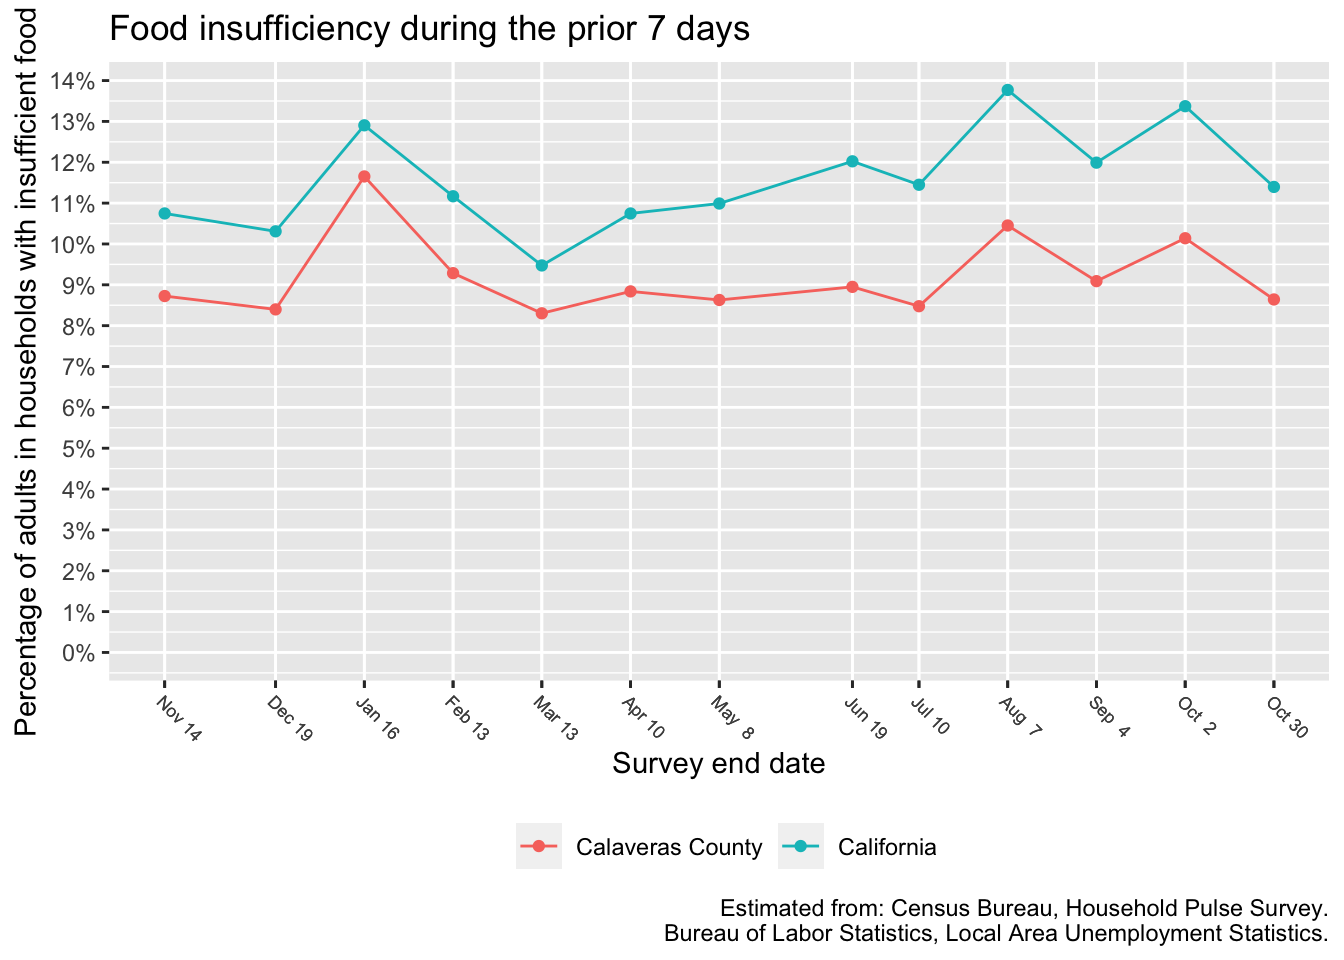 Food insufficiency during the prior 7 days
Percentage of adults in households with insufficient food
14%
13%
12%
11%
10%
9%
8%
7%
6%
5%
4%
3%
2%
1%
0%
Nov 14
Dec 19
Jan 16
Feb 13
Mar 13
Apr 10
May 8
Jun 19
Jul 10
Aug 7
Sep 4
Oct 2
Oct 30
Survey end date
Calaveras County
California
Estimated from: Census Bureau, Household Pulse Survey.
Bureau of Labor Statistics, Local Area Unemployment Statistics.